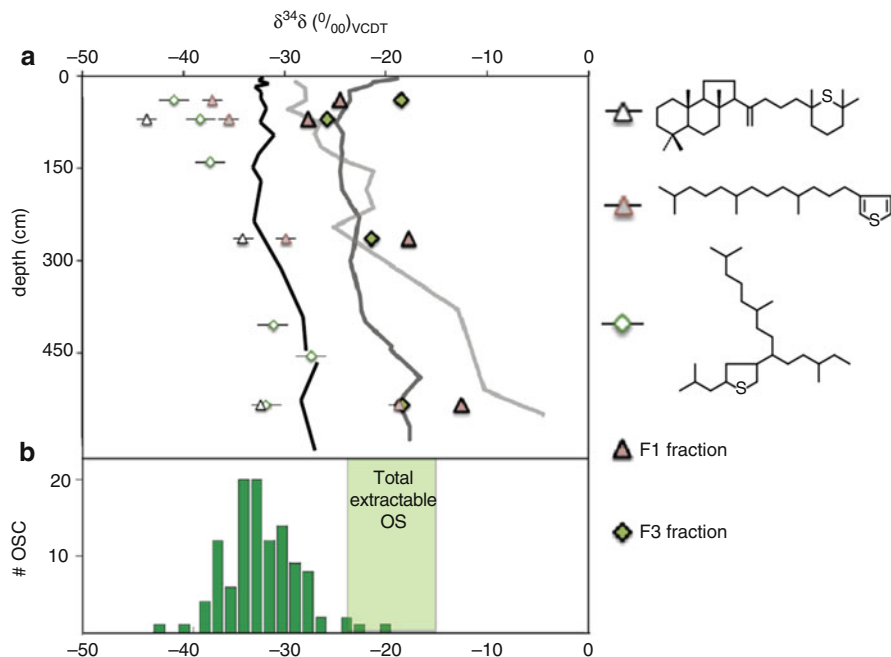 δ³⁴δ (⁰/₀₀)VCDT
a
−50 −40 −30 −20 −10 0
0
150
300
450
depth (cm)
S
S
S
F1 fraction
F3 fraction
b
Total
extractable
OS
20
10
# OSC
−50 −40 −30 −20 −10 0